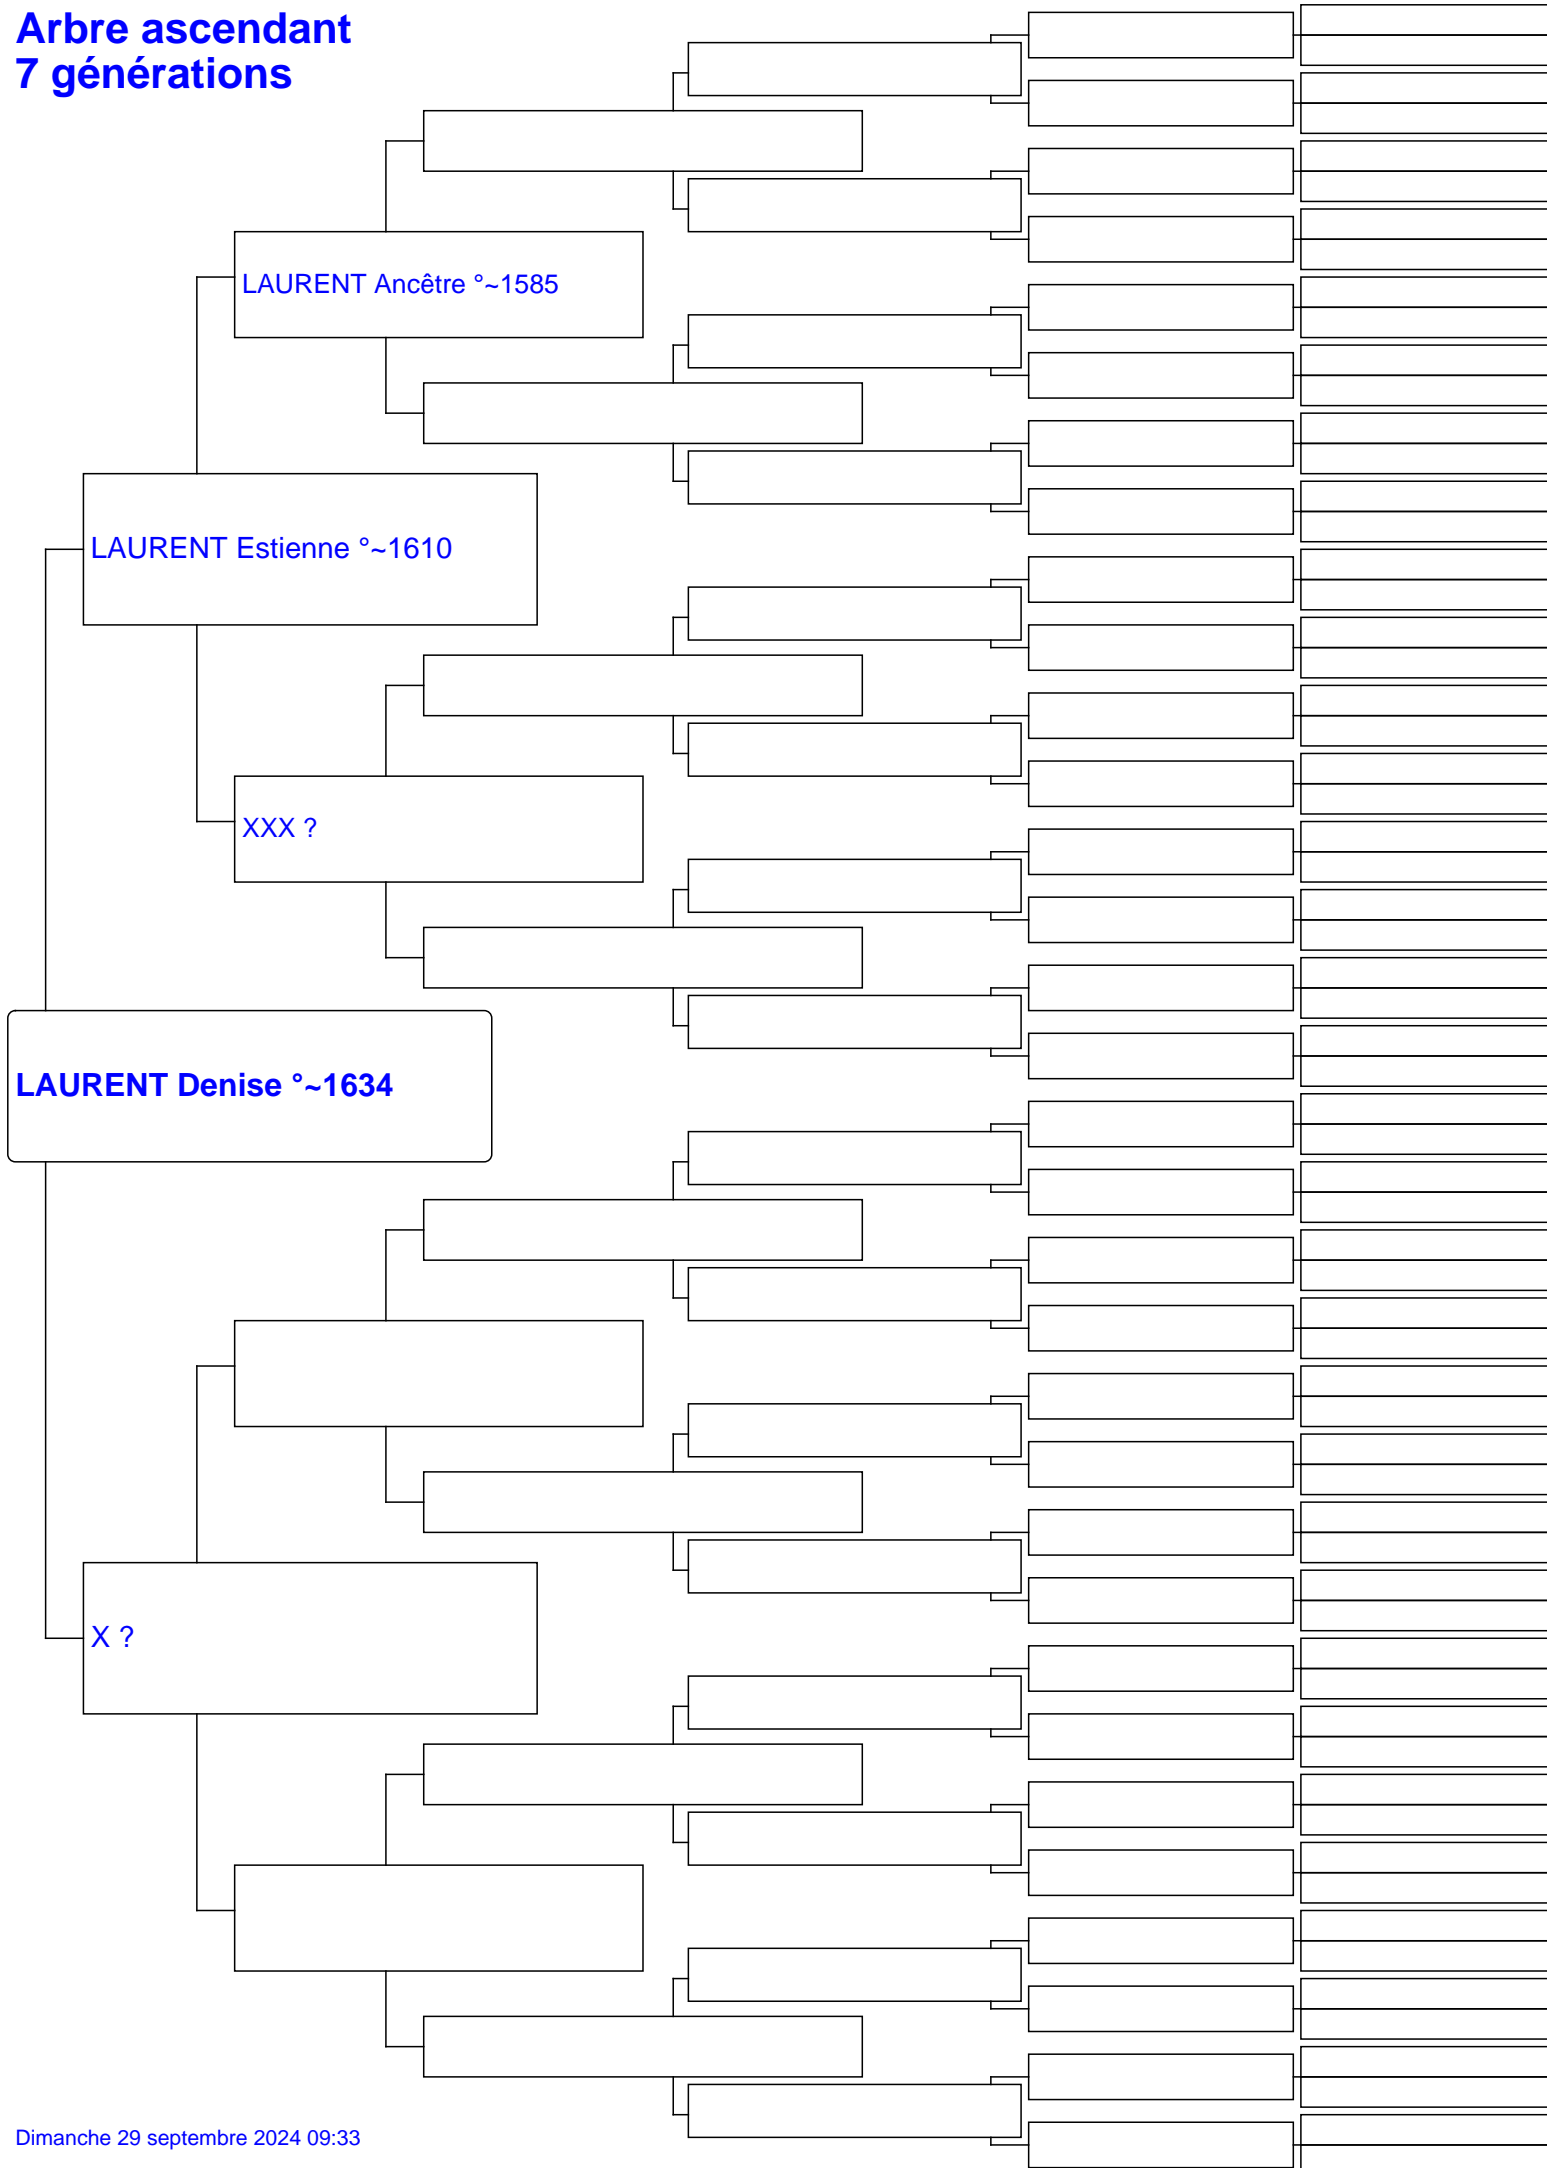 Arbre ascendant
7 générations
LAURENT Ancêtre °~1585
LAURENT Estienne °~1610
XXX ?
LAURENT Denise °~1634
X ?
Dimanche 29 septembre 2024 09:33